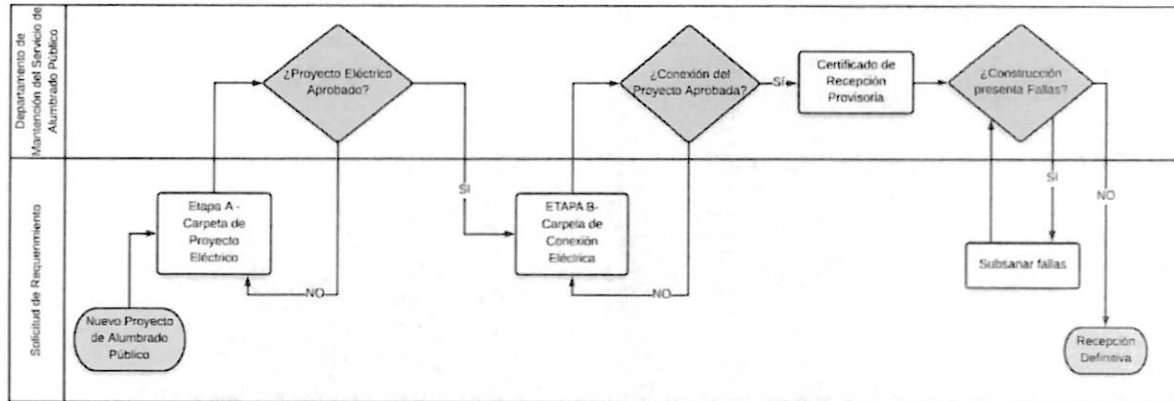 Departamento de
Mantención del Servicio de
Alumbrado Público
¿Proyecto Eléctrico
Aprobado?
¿Conexión del
Proyecto Aprobada?
Sí
Certificado de
Recepción
Provisoria
¿Construcción
presenta Fallas?
Solicitud de Requerimiento
Nuevo Proyecto
de Alumbrado
Público
Etapa A -
Carpeta de
Proyecto
Eléctrico
NO
SI
ETAPA B-
Carpeta de
Conexión
Eléctrica
NO
Sí
NO
Subsanar fallas
Recepción
Definitiva